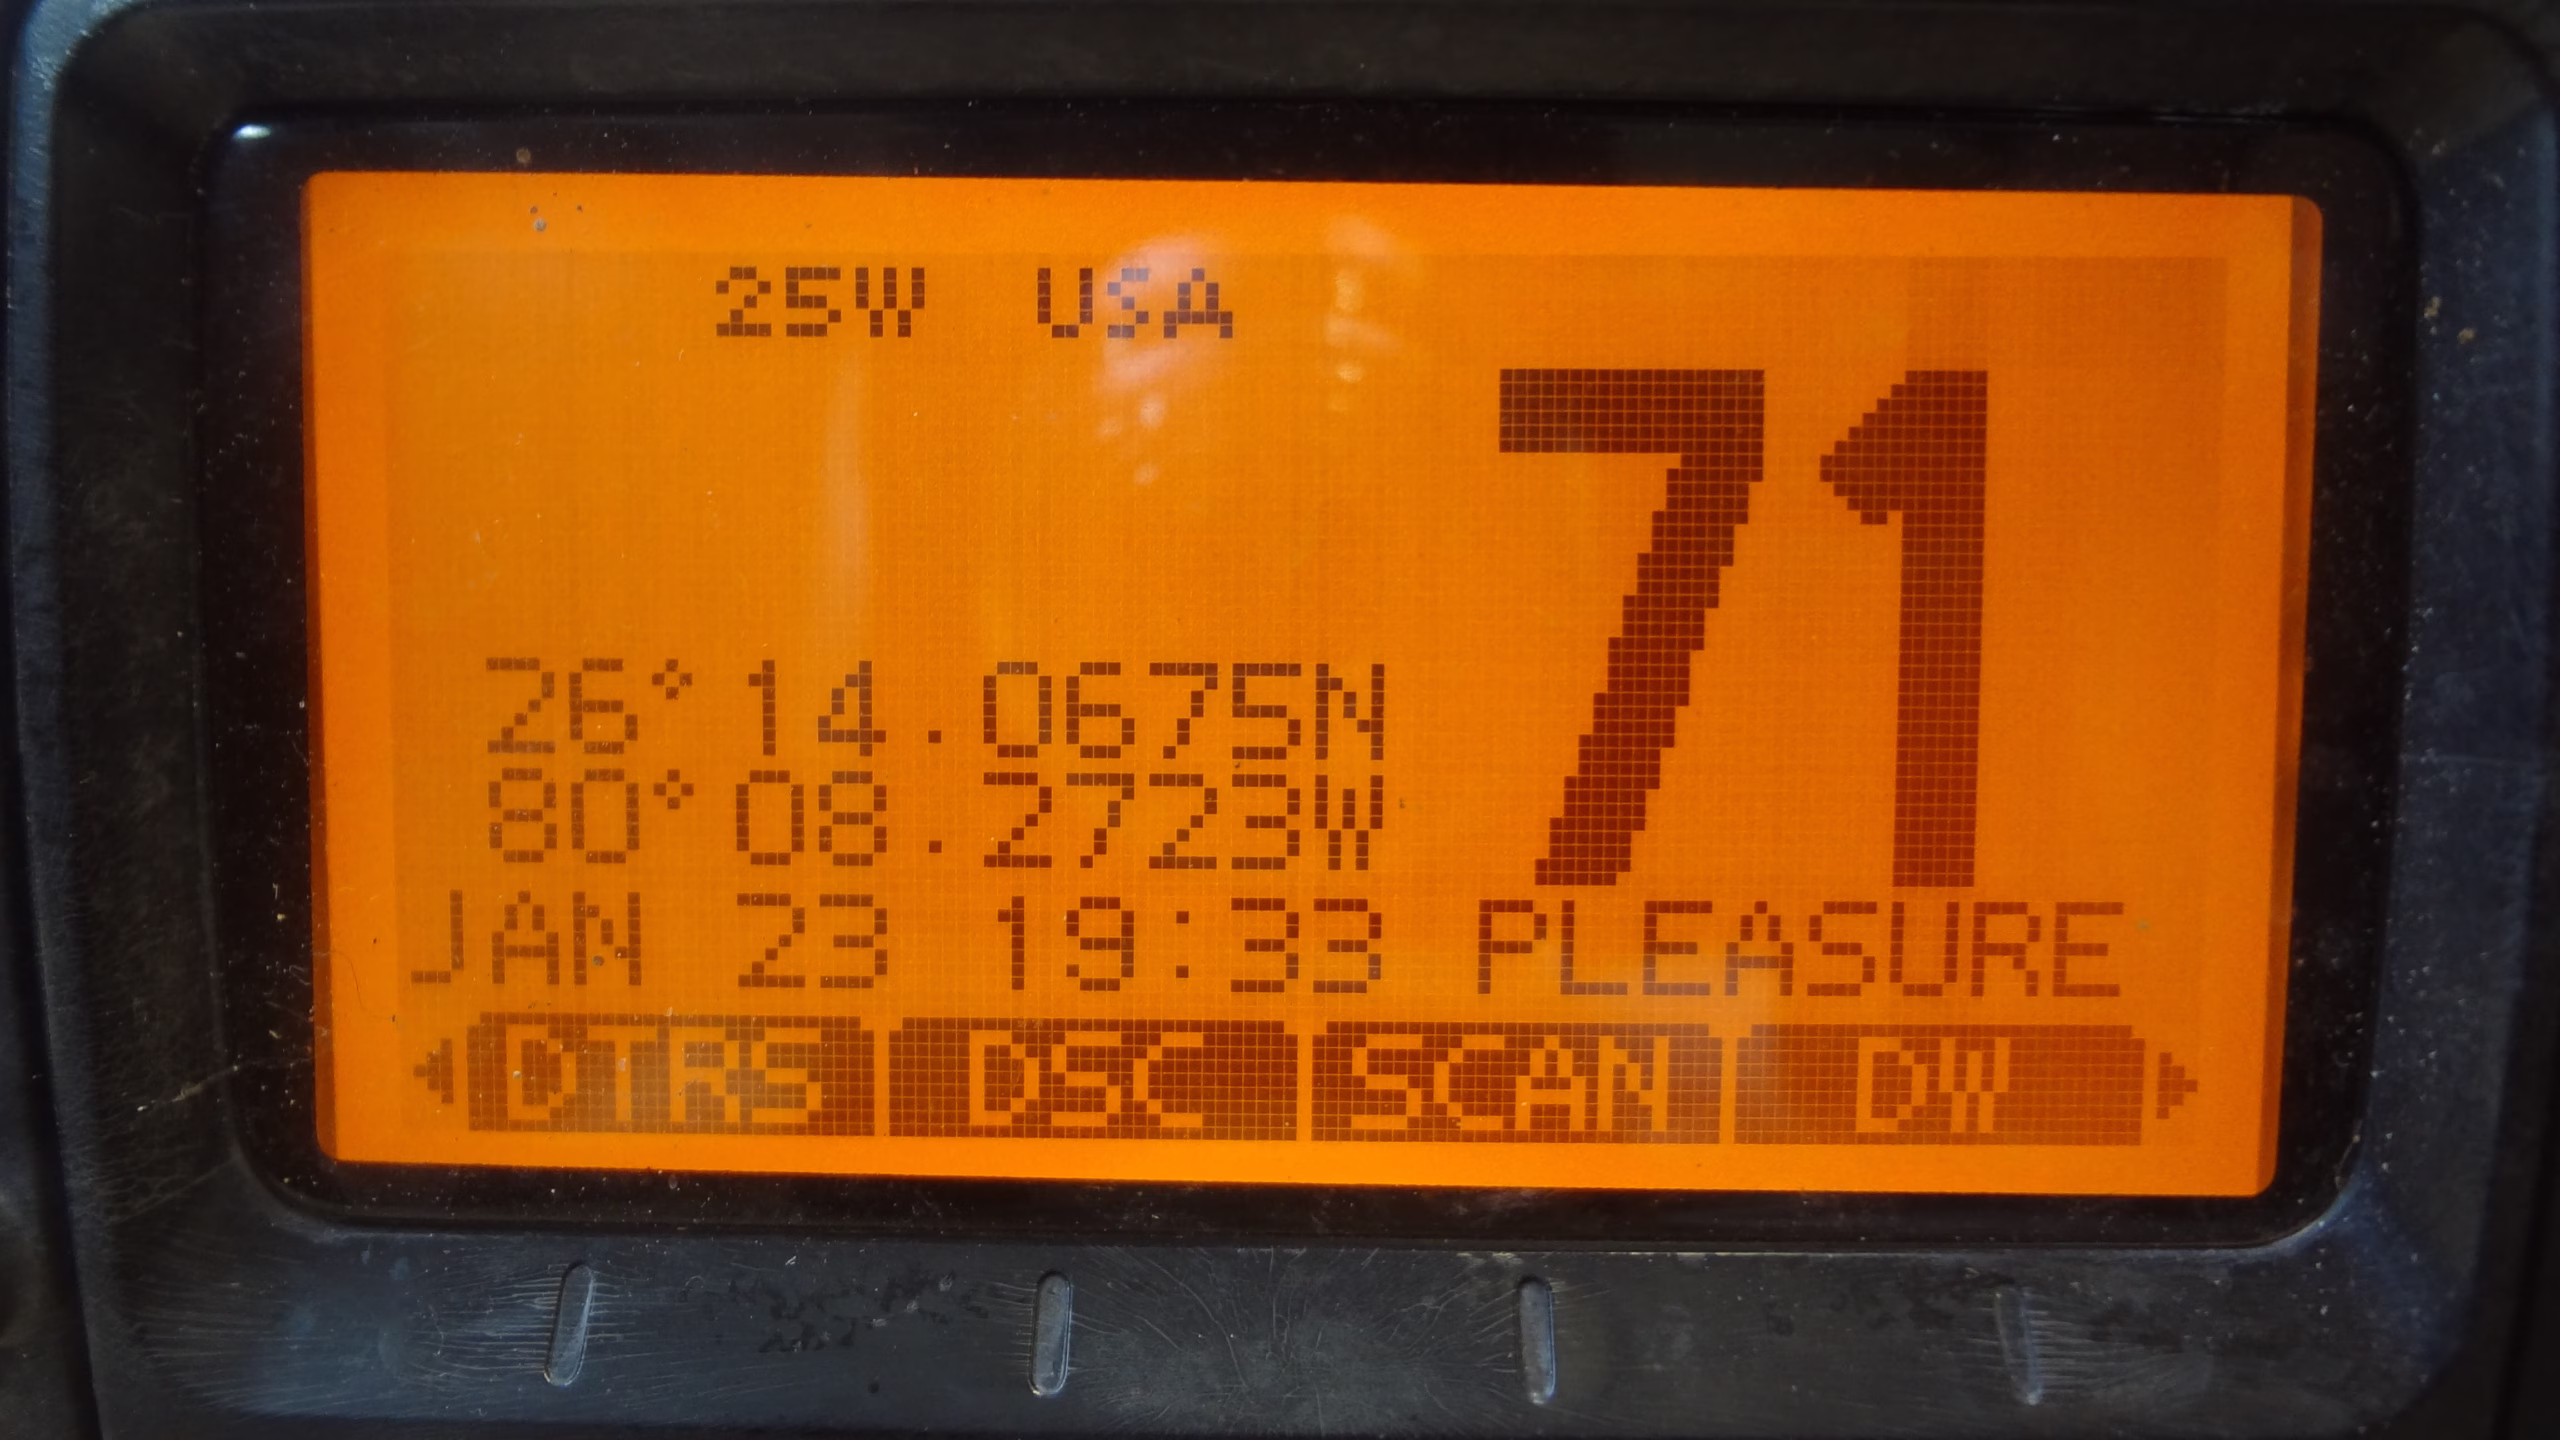 25W USA
71
26°14.0675N
80°08.2723W
JAN 23 19:33 PLEASURE
DTRS DSC SCAN DW